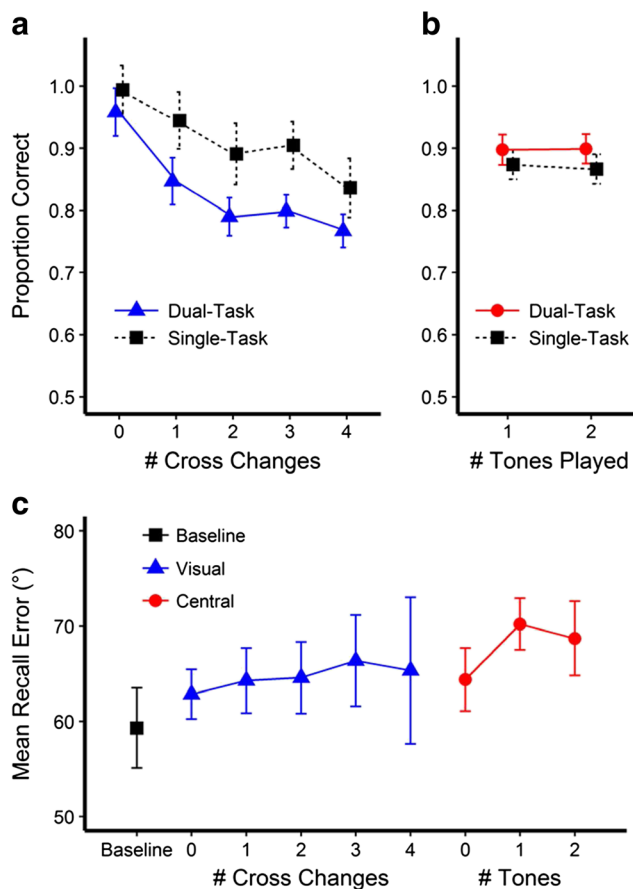 a
Proportion Correct
1.0
0.9
0.8
0.7
0.6
0.5
Dual-Task
Single-Task
0 1 2 3 4
# Cross Changes
b
1.0
0.9
0.8
0.7
0.6
0.5
Dual-Task
Single-Task
1 2
# Tones Played
c
Mean Recall Error (°)
80
70
60
50
Baseline
Visual
Central
Baseline 0 1 2 3 4 0 1 2
# Cross Changes # Tones